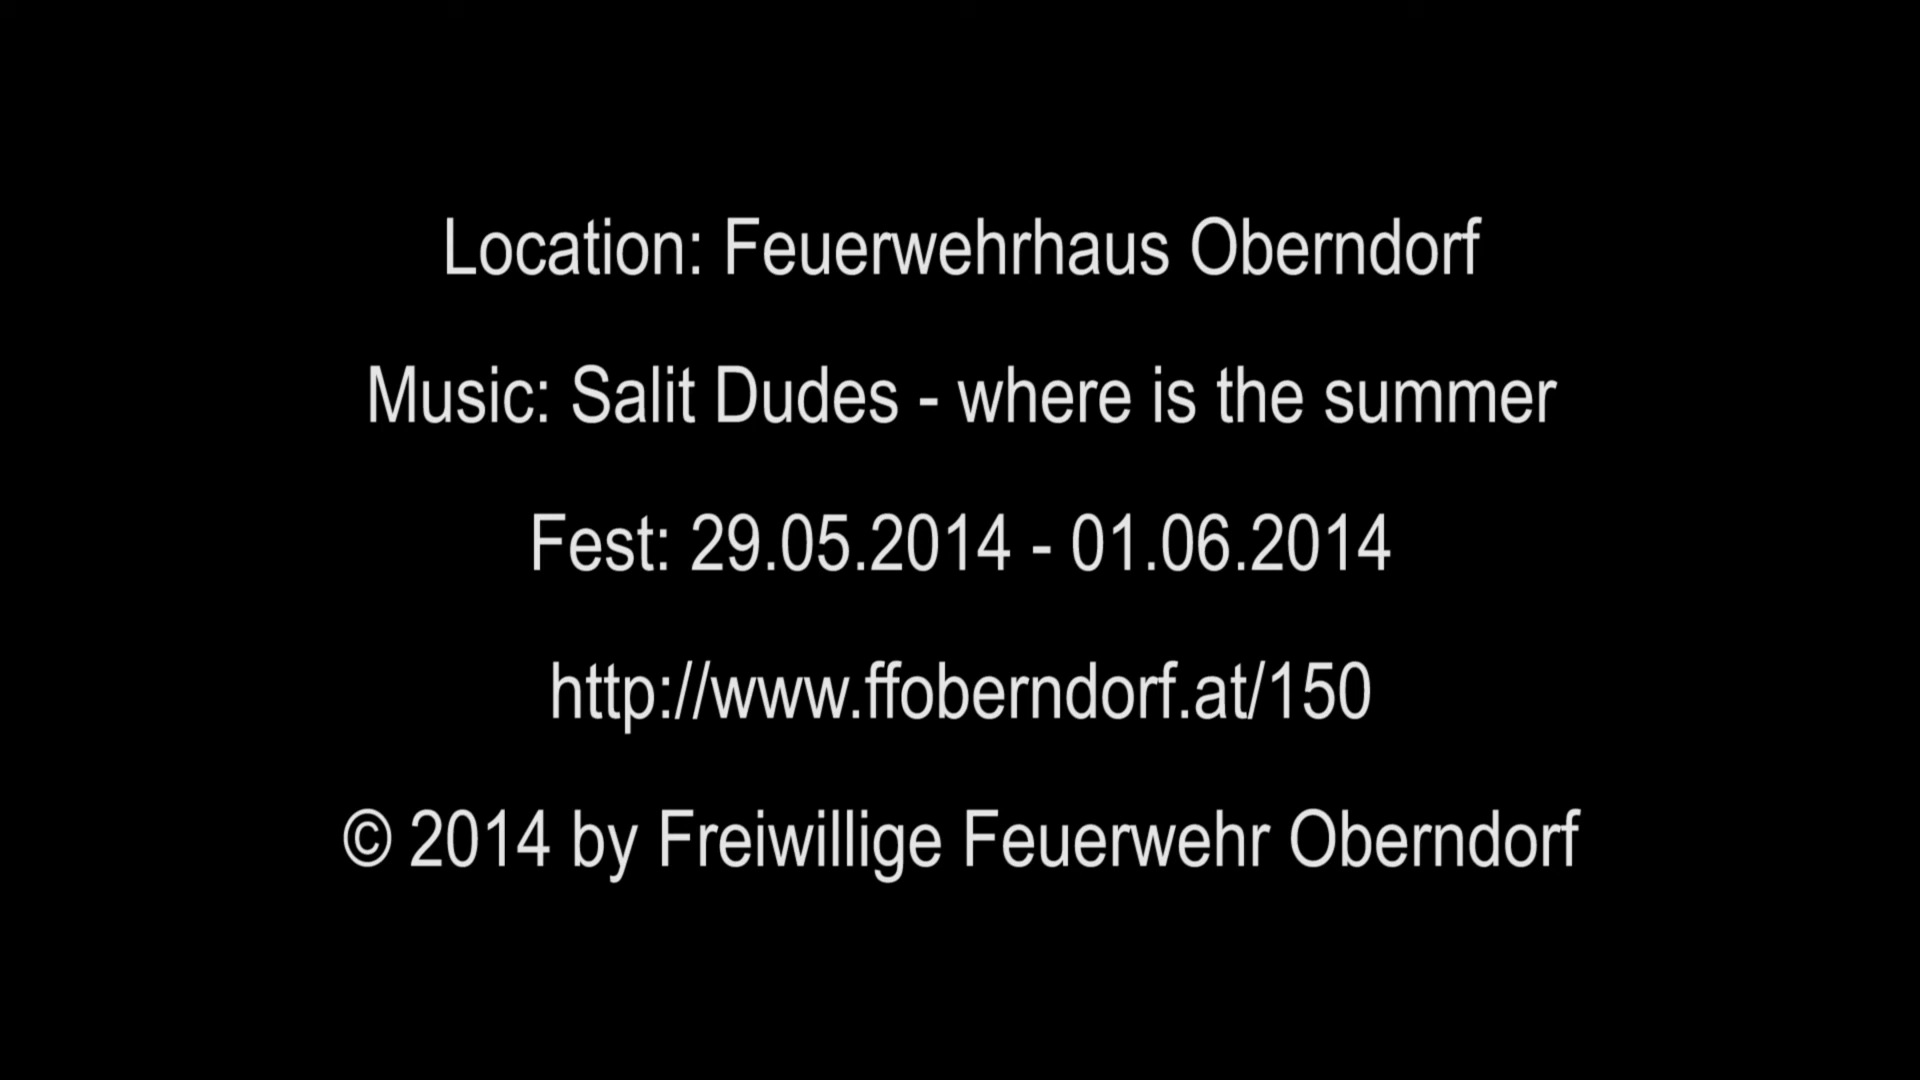 Location: Feuerwehrhaus Oberndorf
Music: Salit Dudes - where is the summer
Fest: 29.05.2014 - 01.06.2014
http://www.ffoberndorf.at/150
© 2014 by Freiwillige Feuerwehr Oberndorf